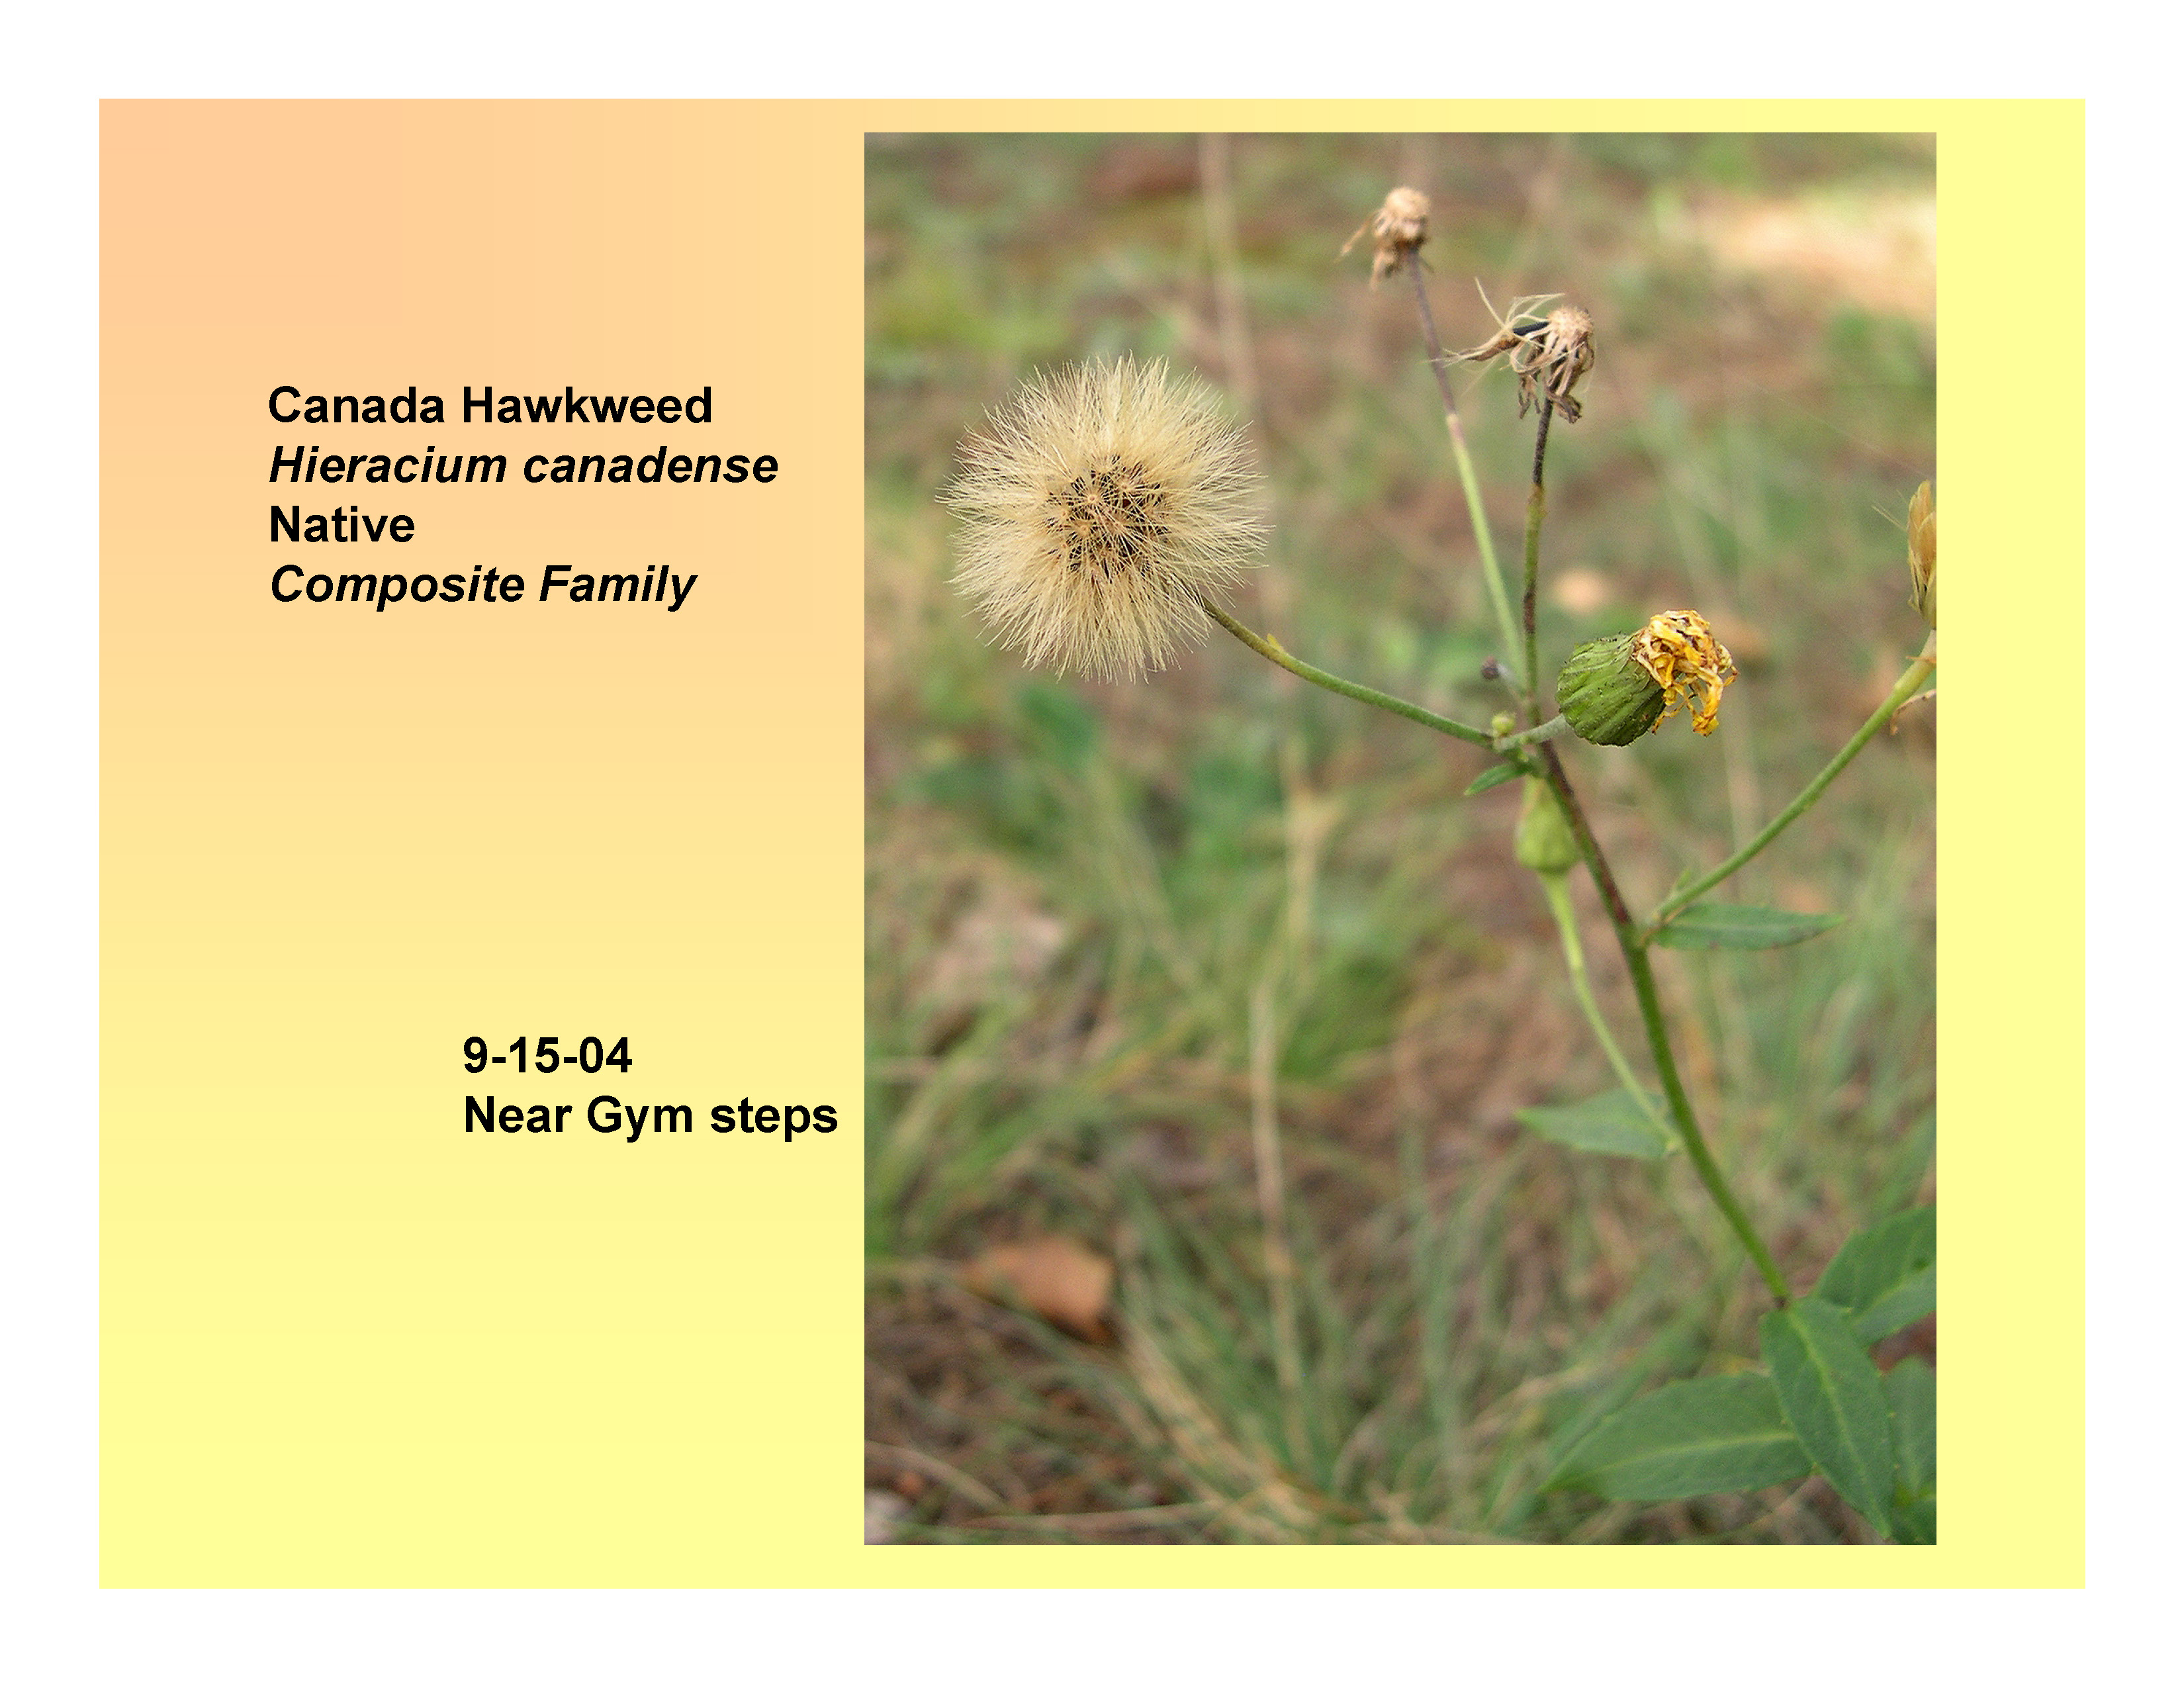 Canada Hawkweed
Hieracium canadense
Native
Composite Family
9-15-04
Near Gym steps